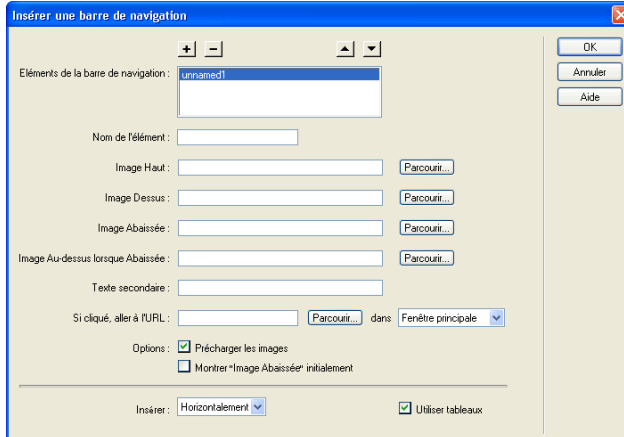 Insérer une barre de navigation
OK
Eléments de la barre de navigation : unnamed1 Annuler
Aide
Nom de l'élément :
Image Haut : Parcourir...
Image Dessus : Parcourir...
Image Abaissée : Parcourir...
Image Au-dessus lorsque Abaissée : Parcourir...
Texte secondaire :
Si cliqué, aller à l'URL : Parcourir... dans Fenêtre principale
Options : Précharger les images
Montrer "Image Abaissée" initialement
Insérer : Horizontalement Utiliser tableaux